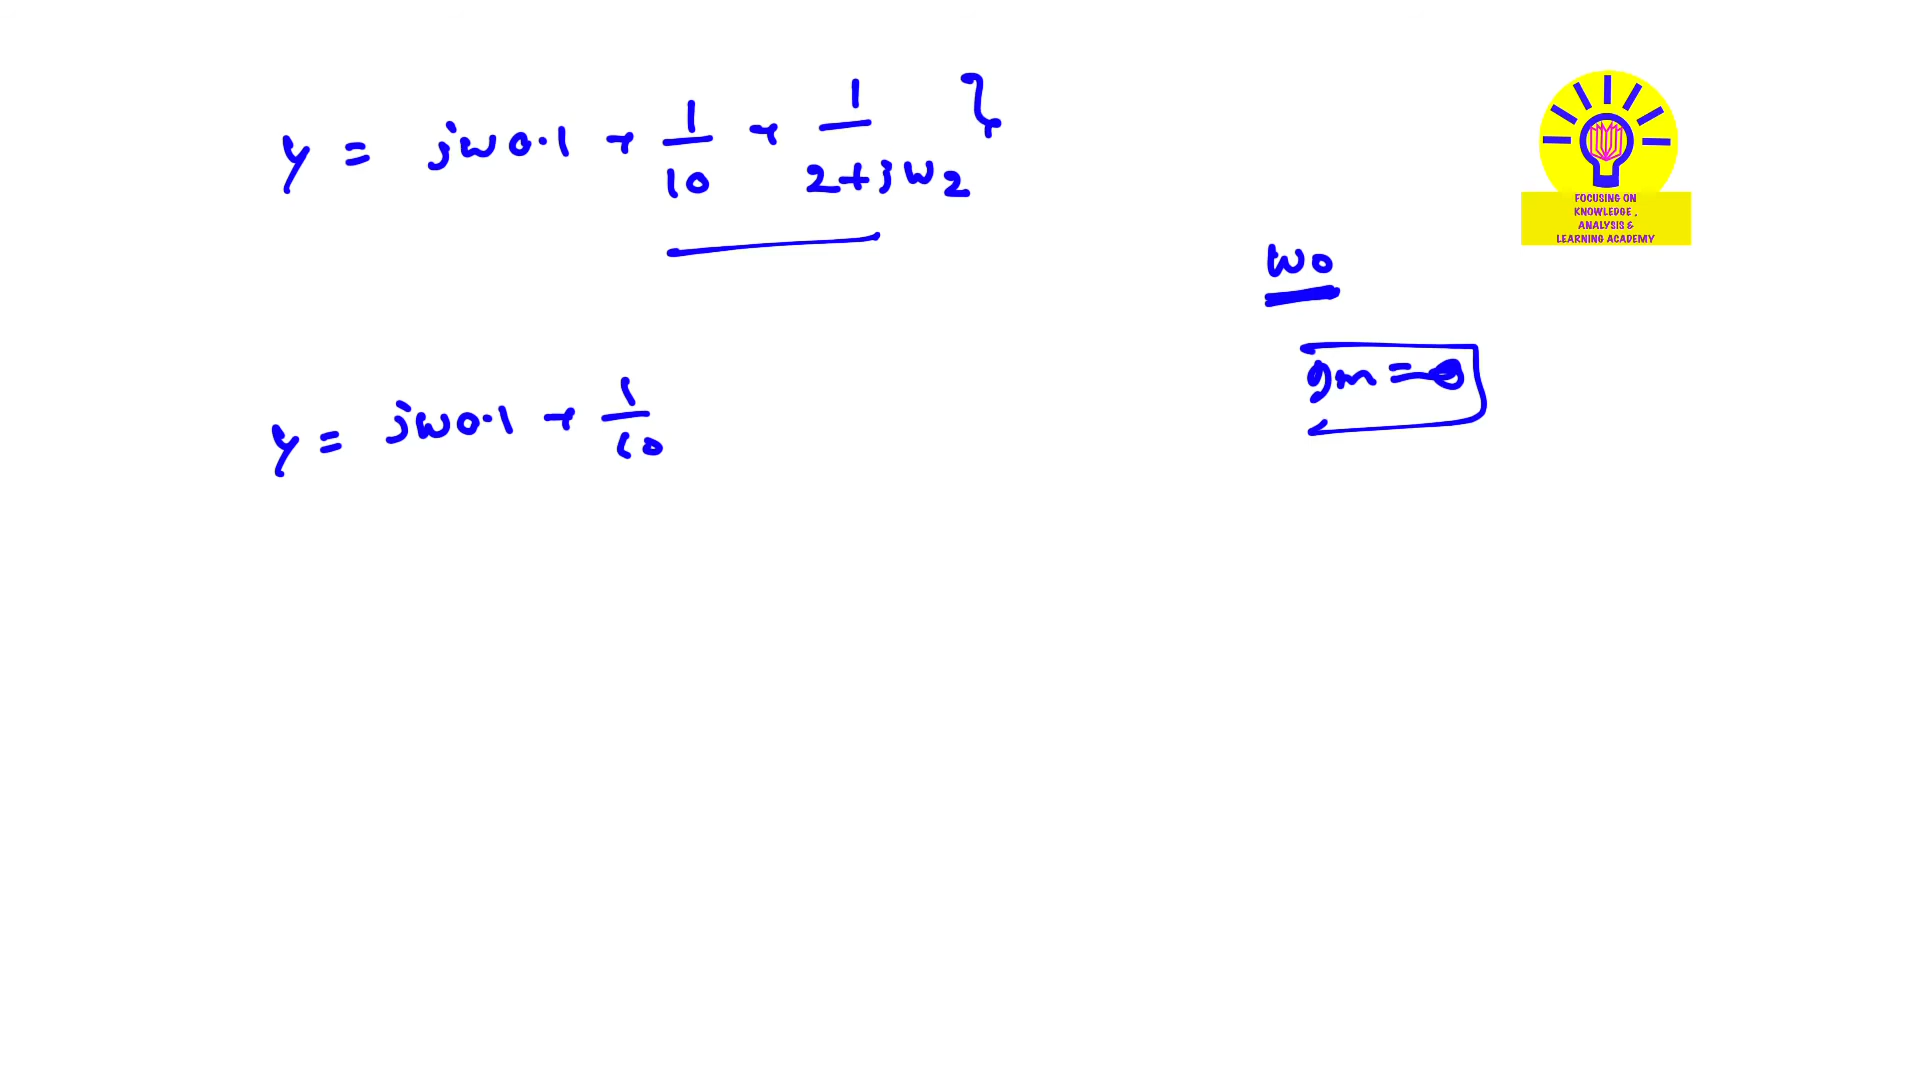 y = jω0.1 + 1/10 + 1/(2+jω2) }
FOCUSING ON
KNOWLEDGE ,
ANALYSIS &
LEARNING ACADEMY
ω0
gm = 0
y = jω0.1 + 1/10